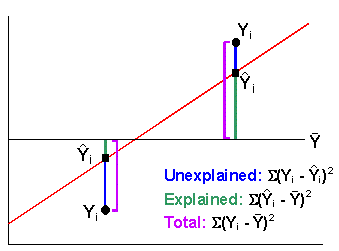 Yᵢ
Ŷᵢ
Ȳ
Ŷᵢ
Yᵢ
Unexplained: Σ(Yᵢ - Ŷᵢ)²
Explained: Σ(Ŷᵢ - Ȳ)²
Total: Σ(Yᵢ - Ȳ)²